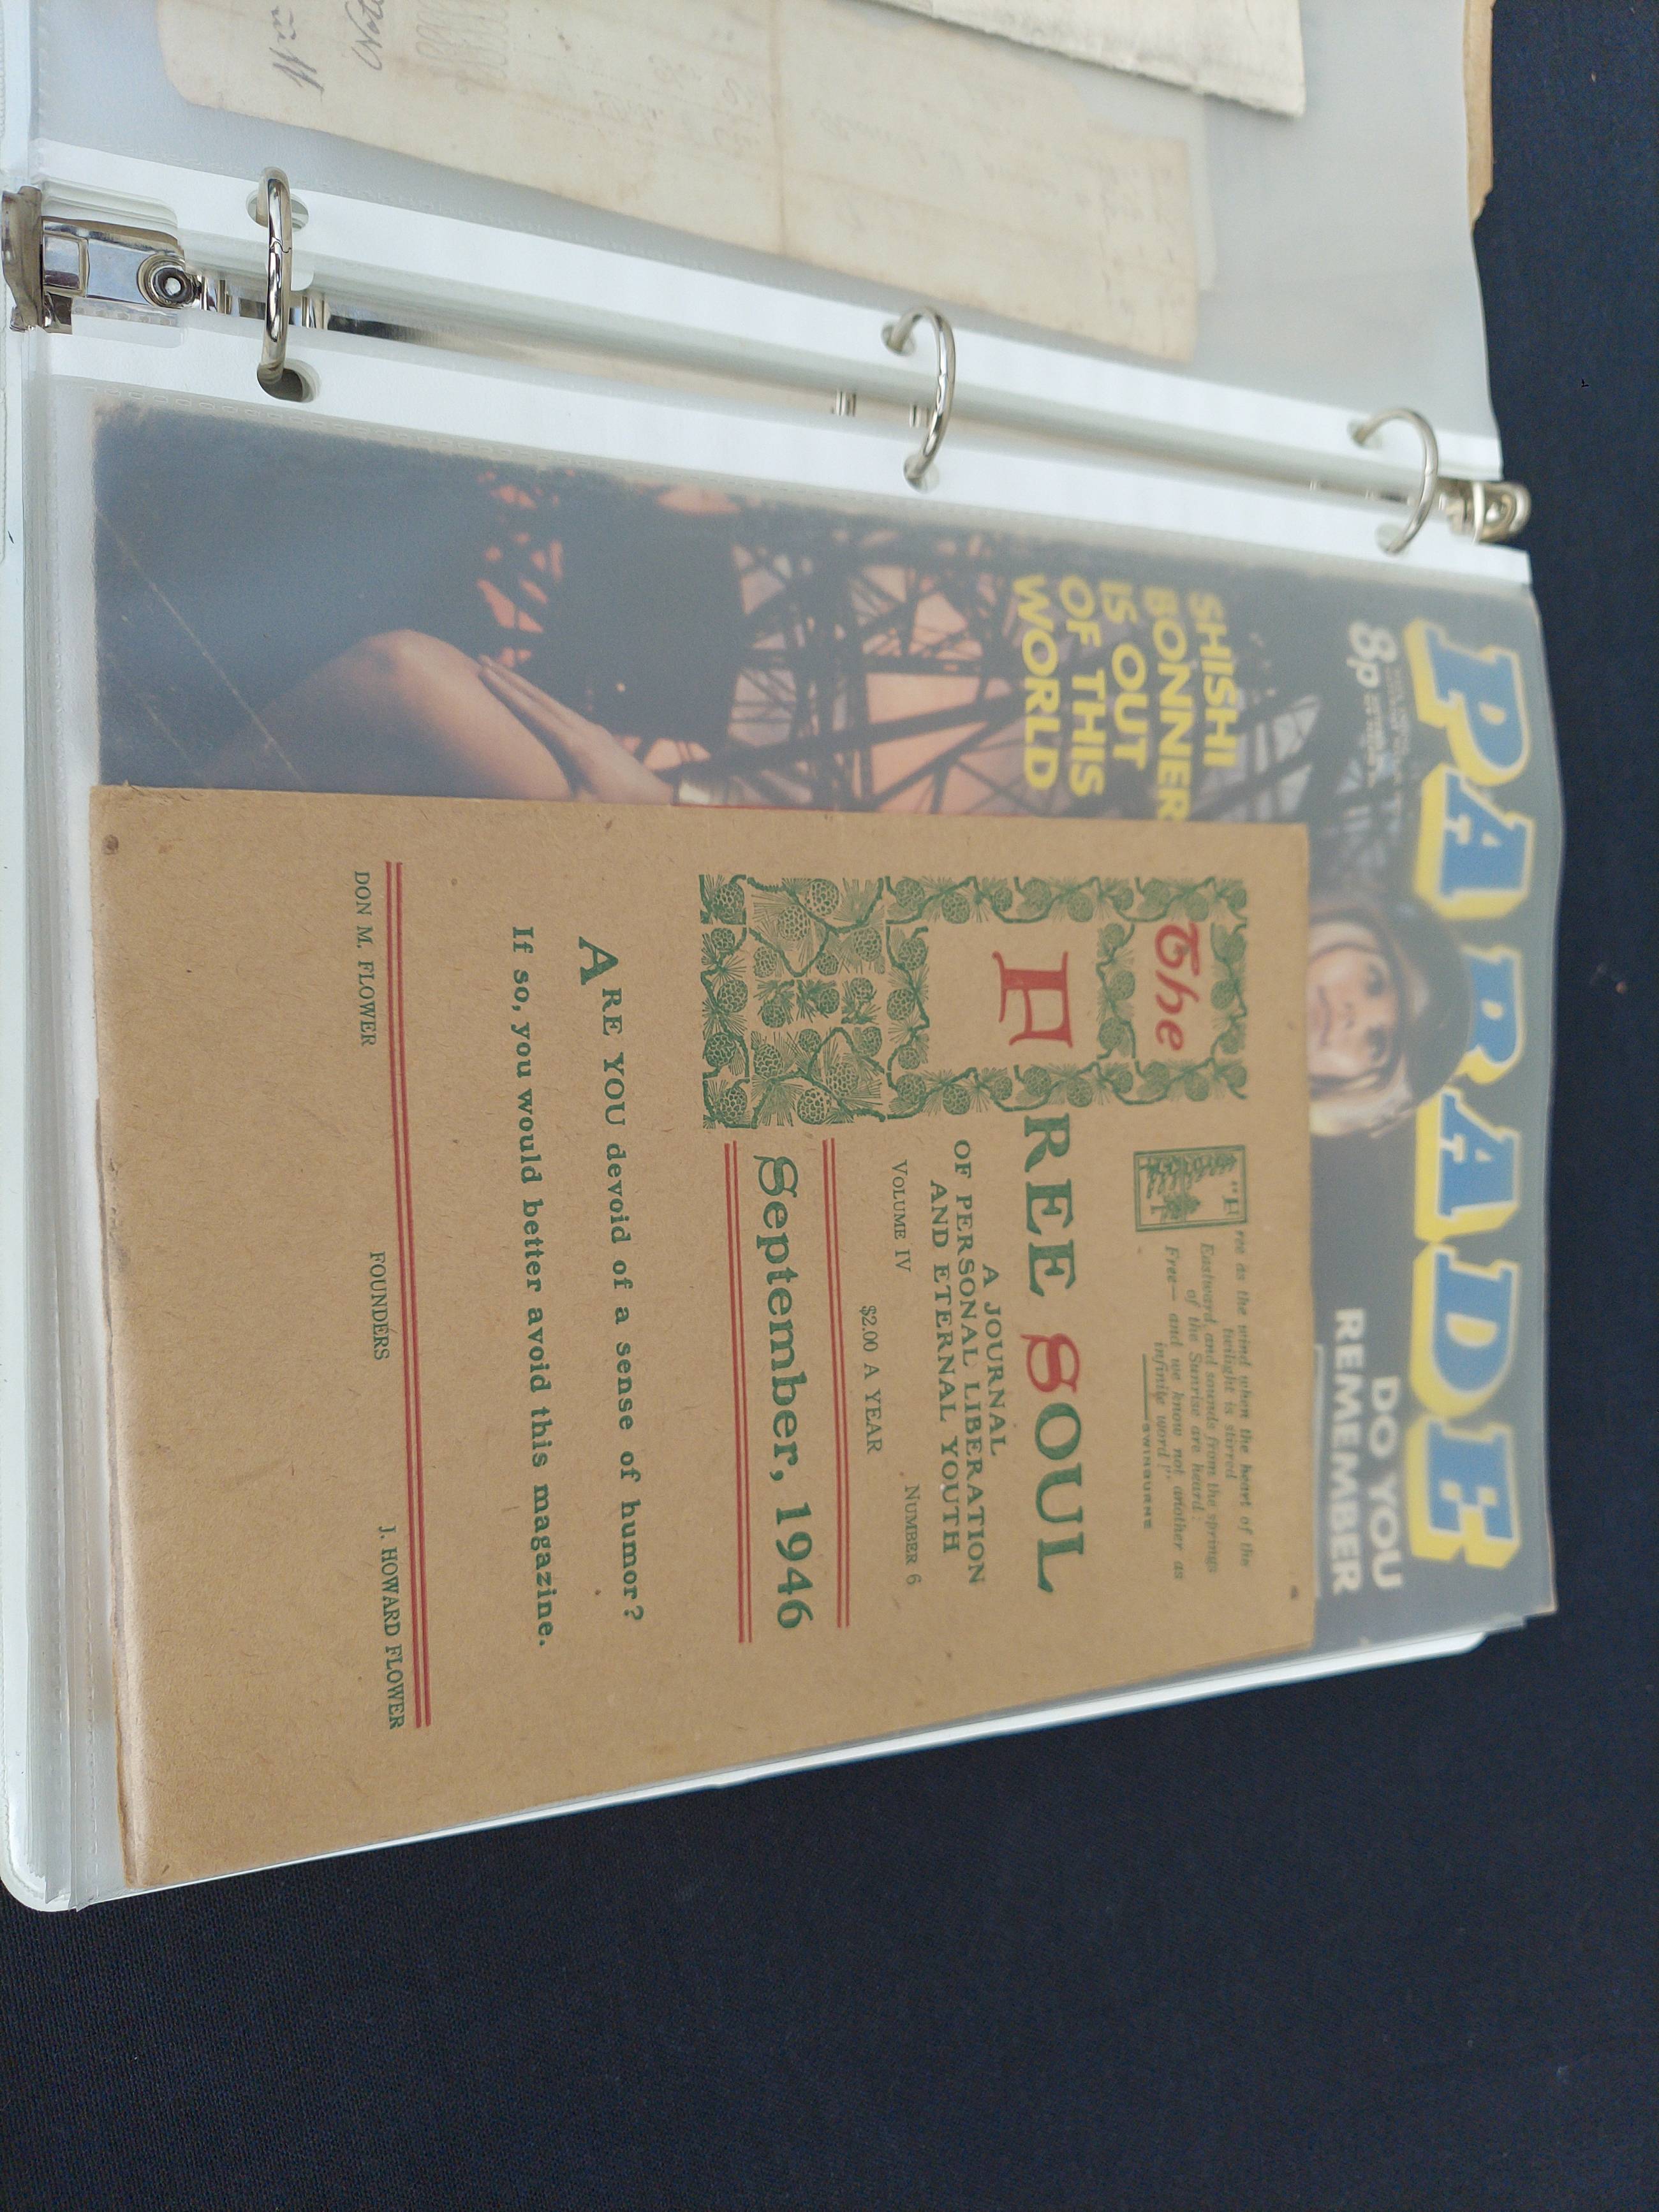 PARADE
8p
DO YOU
REMEMBER
SHISHI
BONNER
IS OUT
OF THIS
WORLD
The
FREE SOUL
"Free as the wind when the heart of the
twilight is stirred
Eastward, and sounds from the springs
of the Sunrise are heard:
Free— and we know not another as
infinite word!"
SWINBURNE
A JOURNAL
OF PERSONAL LIBERATION
AND ETERNAL YOUTH
VOLUME IV
NUMBER 6
$2.00 A YEAR
September, 1946
ARE YOU devoid of a sense of humor?
If so, you would better avoid this magazine.
DON M. FLOWER
FOUNDERS
J. HOWARD FLOWER